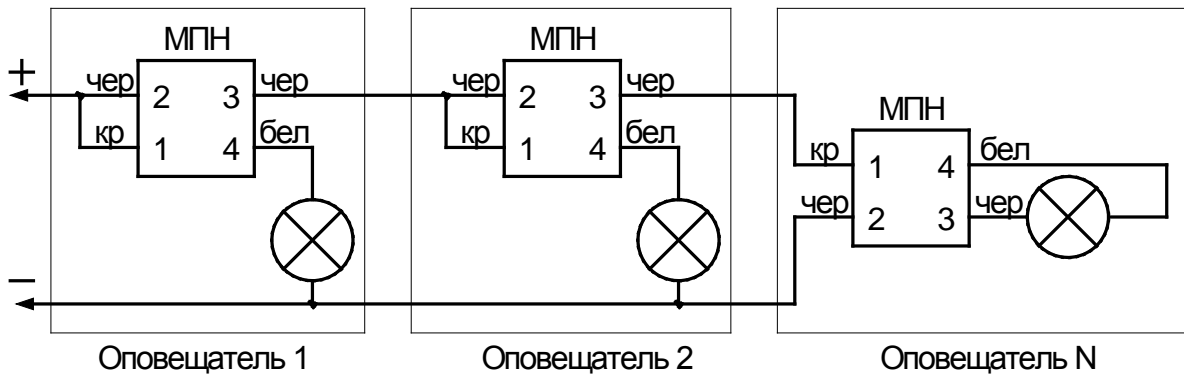 МПН
МПН
+
чер 2 3 чер
чер 2 3 чер
МПН
кр 1 4 бел
кр 1 4 бел
кр 1 4 бел
чер 2 3 чер
−
Оповещатель 1
Оповещатель 2
Оповещатель N